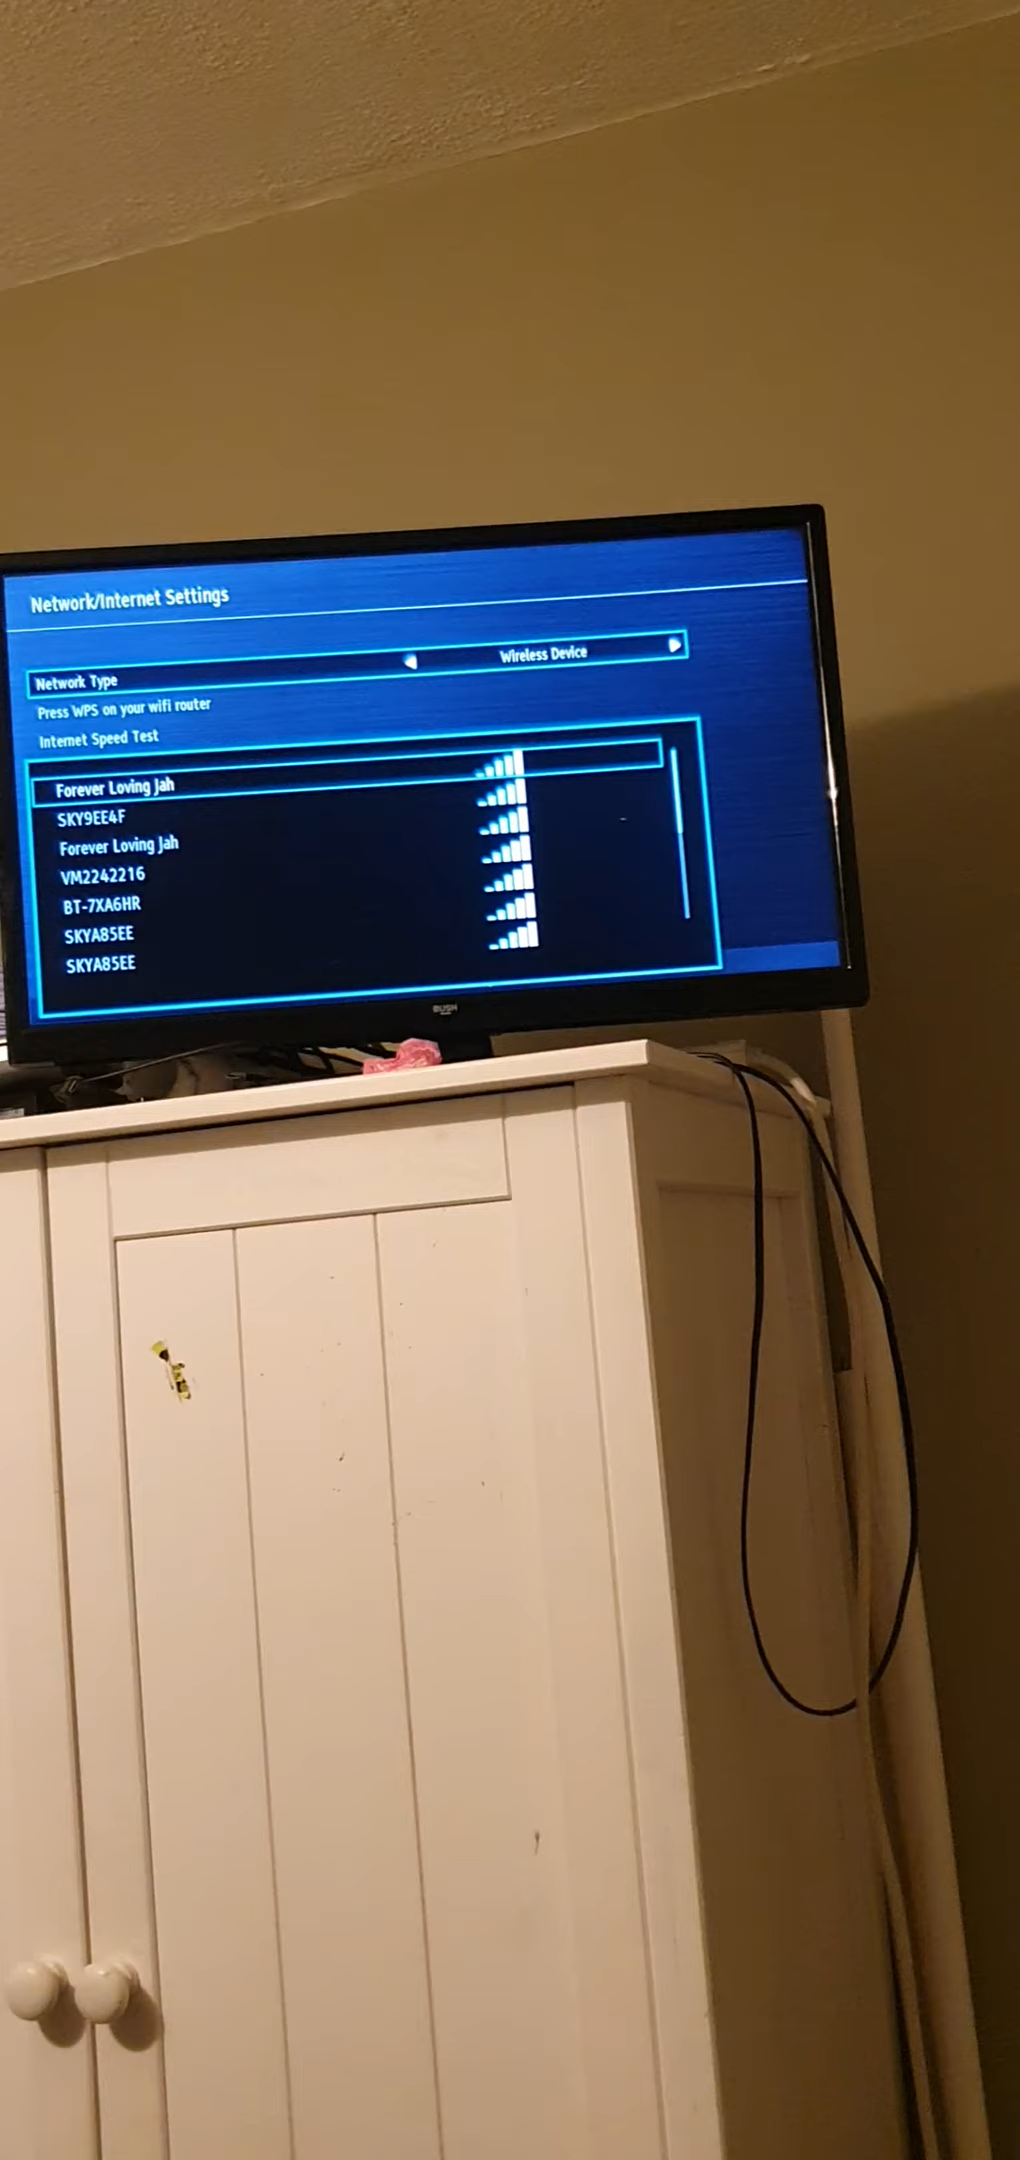 Network/Internet Settings
Network Type Wireless Device
Press WPS on your wifi router
Internet Speed Test
Forever Loving Jah
SKY9EE4F
Forever Loving Jah
VM2242216
BT-7XA6HR
SKYA85EE
SKYA85EE
BUSH